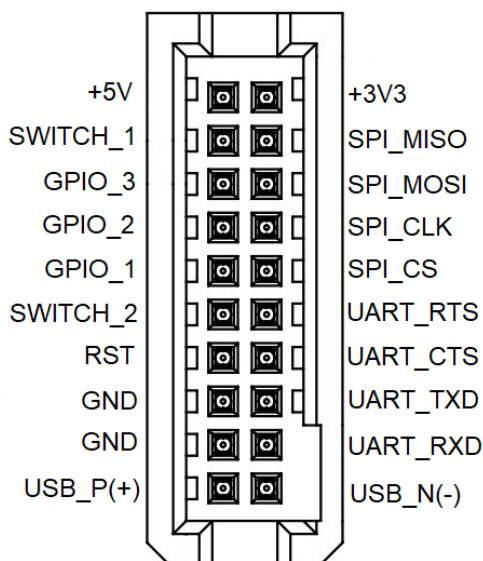 +5V +3V3
SWITCH_1 SPI_MISO
GPIO_3 SPI_MOSI
GPIO_2 SPI_CLK
GPIO_1 SPI_CS
SWITCH_2 UART_RTS
RST UART_CTS
GND UART_TXD
GND UART_RXD
USB_P(+) USB_N(-)